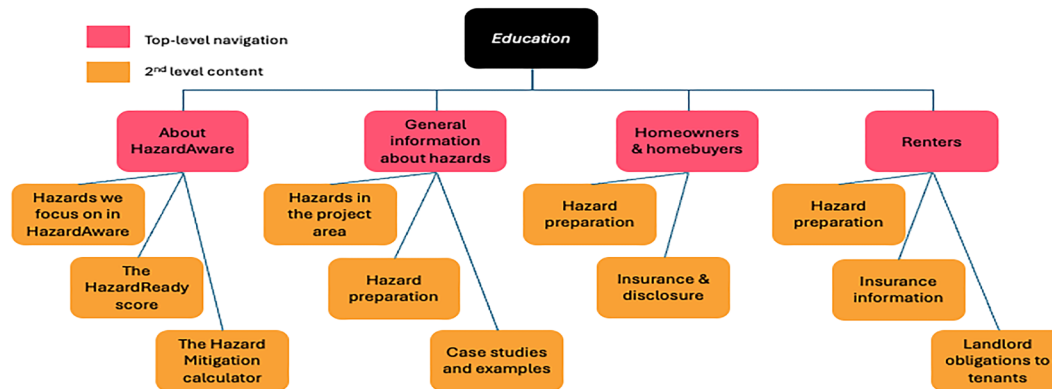 Education
Top-level navigation
2nd level content
About
HazardAware
General
information
about hazards
Homeowners
& homebuyers
Renters
Hazards we
focus on in
HazardAware
The
HazardReady
score
The Hazard
Mitigation
calculator
Hazards in
the project
area
Hazard
preparation
Case studies
and examples
Hazard
preparation
Insurance &
disclosure
Hazard
preparation
Insurance
information
Landlord
obligations to
tenants